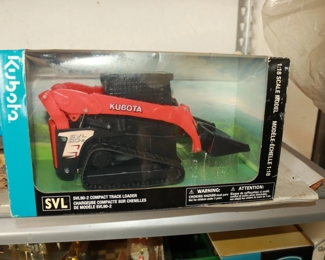 Kubota
KUBOTA
1:18 SCALE MODEL
MODÈLE-ÉCHELLE 1:18
SVL
SVL90-2 COMPACT TRACK LOADER
CHARGEUSE COMPACTE SUR CHENILLES
DE MODÈLE SVL90-2
WARNING:
ATTENTION: